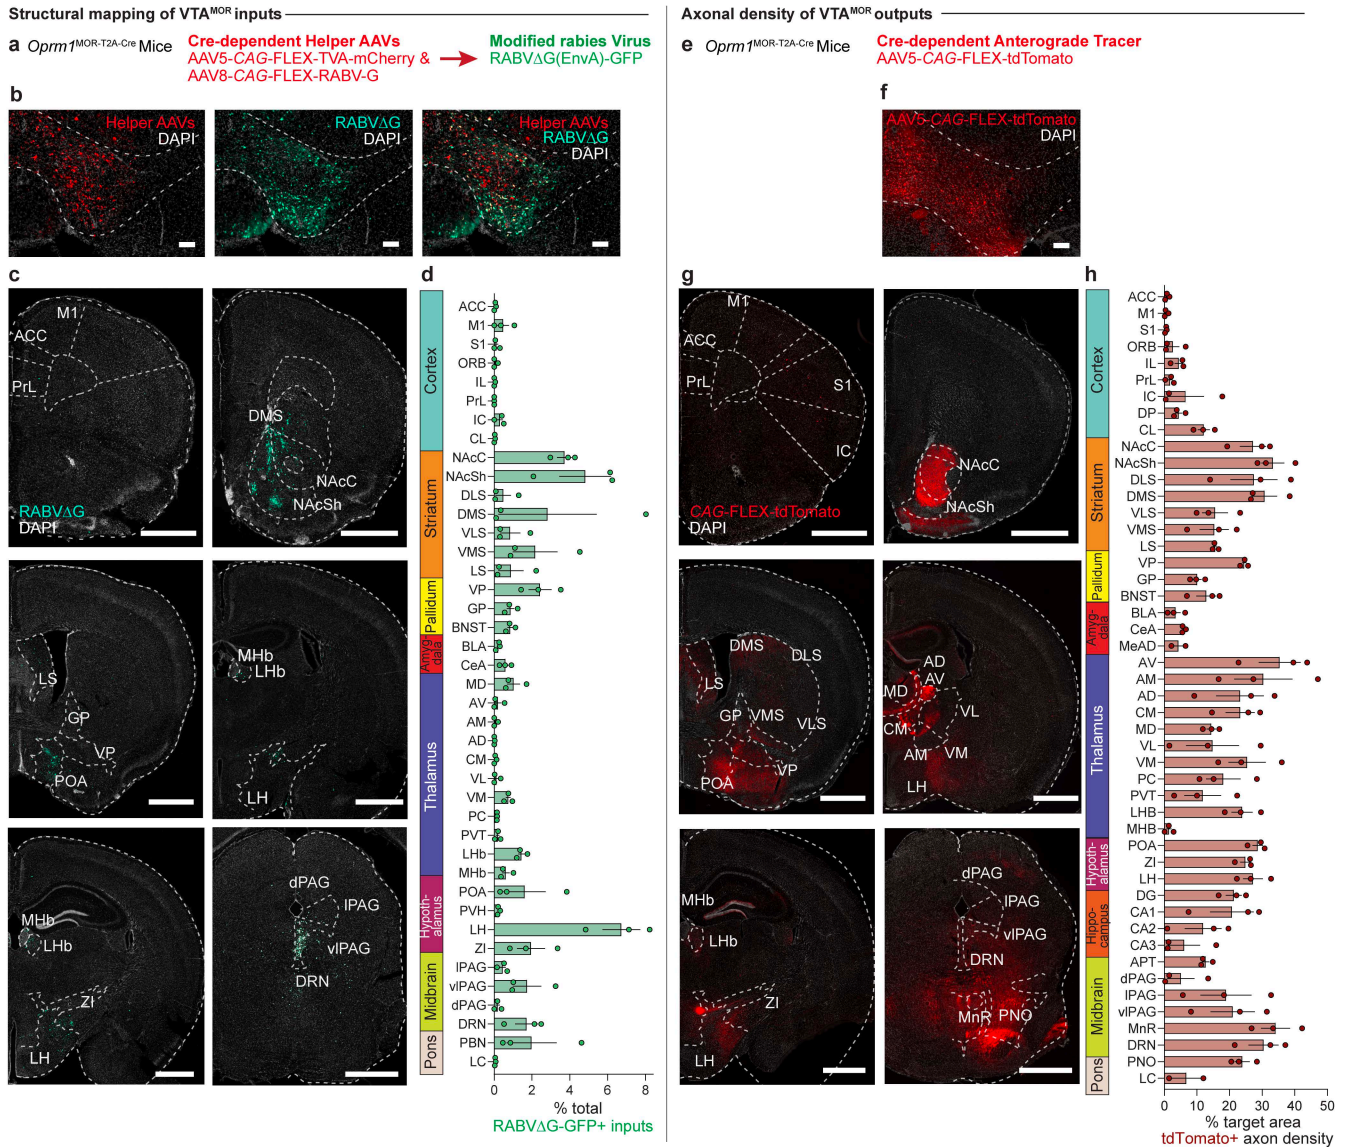 Structural mapping of VTAMOR inputs
a Oprm1MOR-T2A-Cre Mice
Cre-dependent Helper AAVs
AAV5-CAG-FLEX-TVA-mCherry &
AAV8-CAG-FLEX-RABV-G
Modified rabies Virus
RABVΔG(EnvA)-GFP
b
Helper AAVs
DAPI
RABVΔG
DAPI
Helper AAVs
RABVΔG
DAPI
c
M1
ACC
PrL
RABVΔG
DAPI
DMS
NAcC
NAcSh
LS
GP
VP
POA
MHb
LHb
LH
MHb
LHb
ZI
LH
dPAG
lPAG
vlPAG
DRN
d
Cortex
Striatum
Pallidum
Amyg-
dala
Thalamus
Hypoth-
alamus
Midbrain
Pons
ACC
M1
S1
ORB
IL
PrL
IC
CL
NAcC
NAcSh
DLS
DMS
VLS
VMS
LS
VP
GP
BNST
BLA
CeA
MD
AV
AM
AD
CM
VL
VM
PC
PVT
LHb
MHb
POA
PVH
LH
ZI
lPAG
vlPAG
dPAG
DRN
PBN
LC
0 2 4 6 8
% total
RABVΔG-GFP+ inputs
Axonal density of VTAMOR outputs
e Oprm1MOR-T2A-Cre Mice
Cre-dependent Anterograde Tracer
AAV5-CAG-FLEX-tdTomato
f
AAV5-CAG-FLEX-tdTomato
DAPI
g
M1
ACC
PrL
S1
IC
CAG-FLEX-tdTomato
DAPI
NAcC
NAcSh
DMS
DLS
LS
GP
VMS
VLS
POA
VP
AD
AV
MD
VL
CM
AM
VM
LH
MHb
LHb
ZI
LH
dPAG
lPAG
vlPAG
DRN
MnR
PNO
h
Cortex
Striatum
Pallidum
Amyg-
dala
Thalamus
Hypoth-
alamus
Hippo-
campus
Midbrain
Pons
ACC
M1
S1
ORB
IL
PrL
IC
DP
CL
NAcC
NAcSh
DLS
DMS
VLS
VMS
LS
VP
GP
BNST
BLA
CeA
MeAD
AV
AM
AD
CM
MD
VL
VM
PC
PVT
LHB
MHB
POA
ZI
LH
DG
CA1
CA2
CA3
APT
dPAG
lPAG
vlPAG
MnR
DRN
PNO
LC
0 10 20 30 40 50
% target area
tdTomato+ axon density